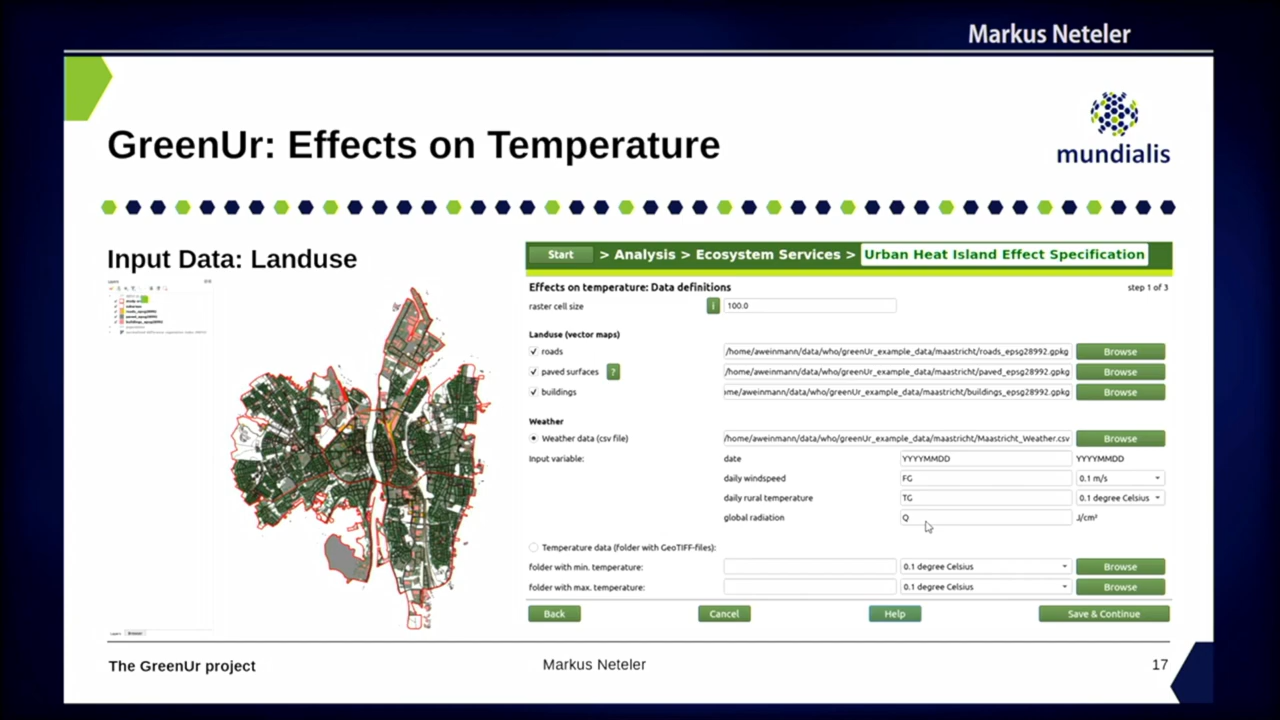 Markus Neteler
GreenUr: Effects on Temperature
mundialis
Input Data: Landuse
Start > Analysis > Ecosystem Services > Urban Heat Island Effect Specification
Effects on temperature: Data definitions step 1 of 3
raster cell size i 100.0
Landuse (vector maps)
roads /home/aweinmann/data/who/greenUr_example_data/maastricht/roads_epsg28992.gpkg Browse
paved surfaces ? /home/aweinmann/data/who/greenUr_example_data/maastricht/paved_epsg28992.gpkg Browse
buildings me/aweinmann/data/who/greenUr_example_data/maastricht/buildings_epsg28992.gpkg Browse
Weather
Weather data (csv file) /home/aweinmann/data/who/greenUr_example_data/maastricht/Maastricht_Weather.csv Browse
Input variable: date YYYYMMDD YYYYMMDD
daily windspeed FG 0.1 m/s
daily rural temperature TG 0.1 degree Celsius
global radiation Q J/cm²
Temperature data (folder with GeoTIFF-files):
folder with min. temperature: 0.1 degree Celsius Browse
folder with max. temperature: 0.1 degree Celsius Browse
Back Cancel Help Save & Continue
The GreenUr project Markus Neteler 17